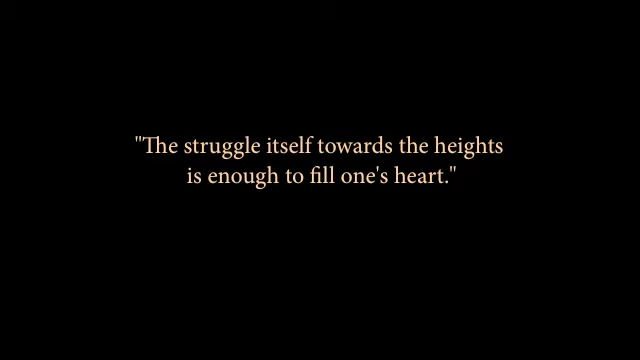 "The struggle itself towards the heights
is enough to fill one's heart."